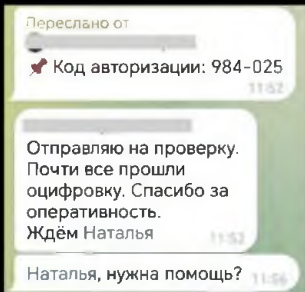 Переслано от
📌 Код авторизации: 984-025
11:52
Отправляю на проверку.
Почти все прошли
оцифровку. Спасибо за
оперативность.
Ждём Наталья
11:53
Наталья, нужна помощь?
11:56